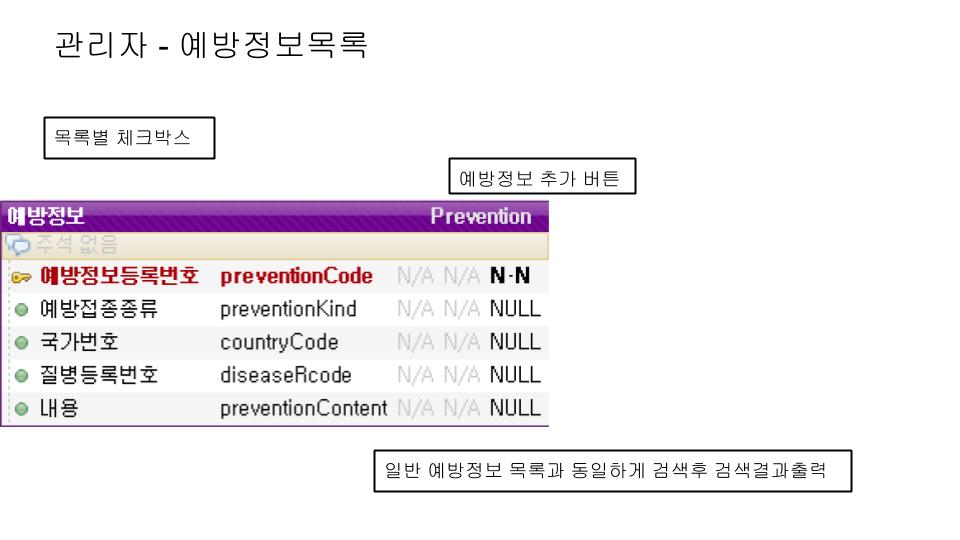 관리자 - 예방정보목록
목록별 체크박스
예방정보 추가 버튼
예방정보 Prevention
주석 없음
예방정보등록번호 preventionCode N/A N/A N-N
예방접종종류 preventionKind N/A N/A NULL
국가번호 countryCode N/A N/A NULL
질병등록번호 diseaseRcode N/A N/A NULL
내용 preventionContent N/A N/A NULL
일반 예방정보 목록과 동일하게 검색후 검색결과출력